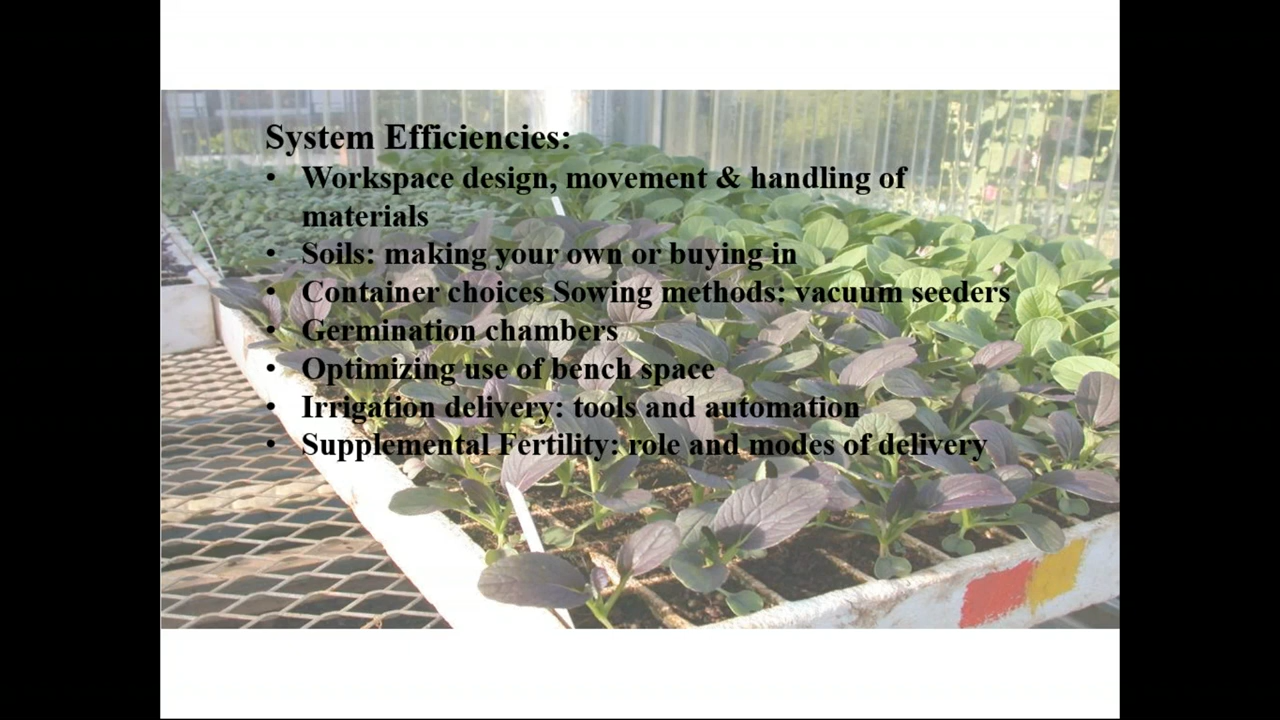 System Efficiencies:
• Workspace design, movement & handling of
materials
• Soils: making your own or buying in
• Container choices Sowing methods: vacuum seeders
• Germination chambers
• Optimizing use of bench space
• Irrigation delivery: tools and automation
• Supplemental Fertility: role and modes of delivery